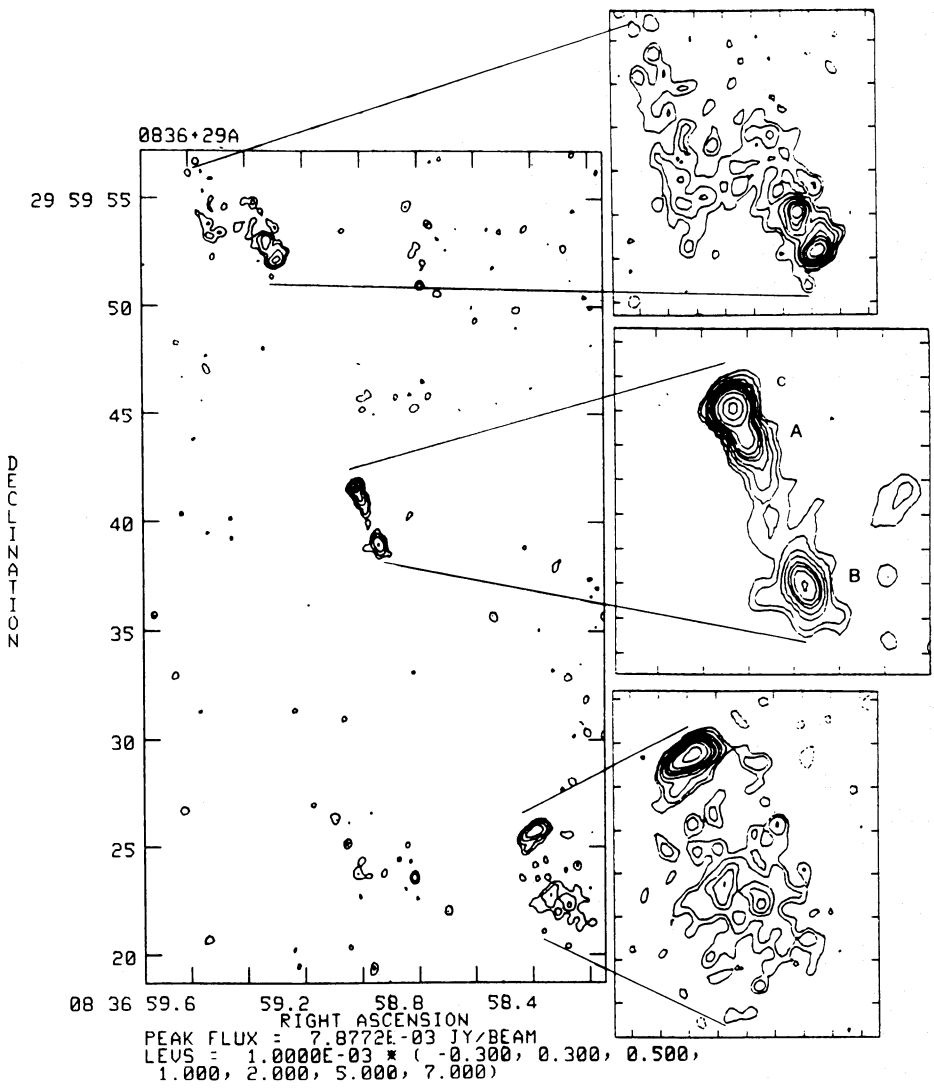 0836+29A
29 59 55
50
45
40
35
30
25
20
DECLINATION
08 36 59.6 59.2 58.8 58.4
RIGHT ASCENSION
PEAK FLUX = 7.8772E-03 JY/BEAM
LEVS = 1.0000E-03 * ( -0.300, 0.300, 0.500,
1.000, 2.000, 5.000, 7.000)
C
A
B